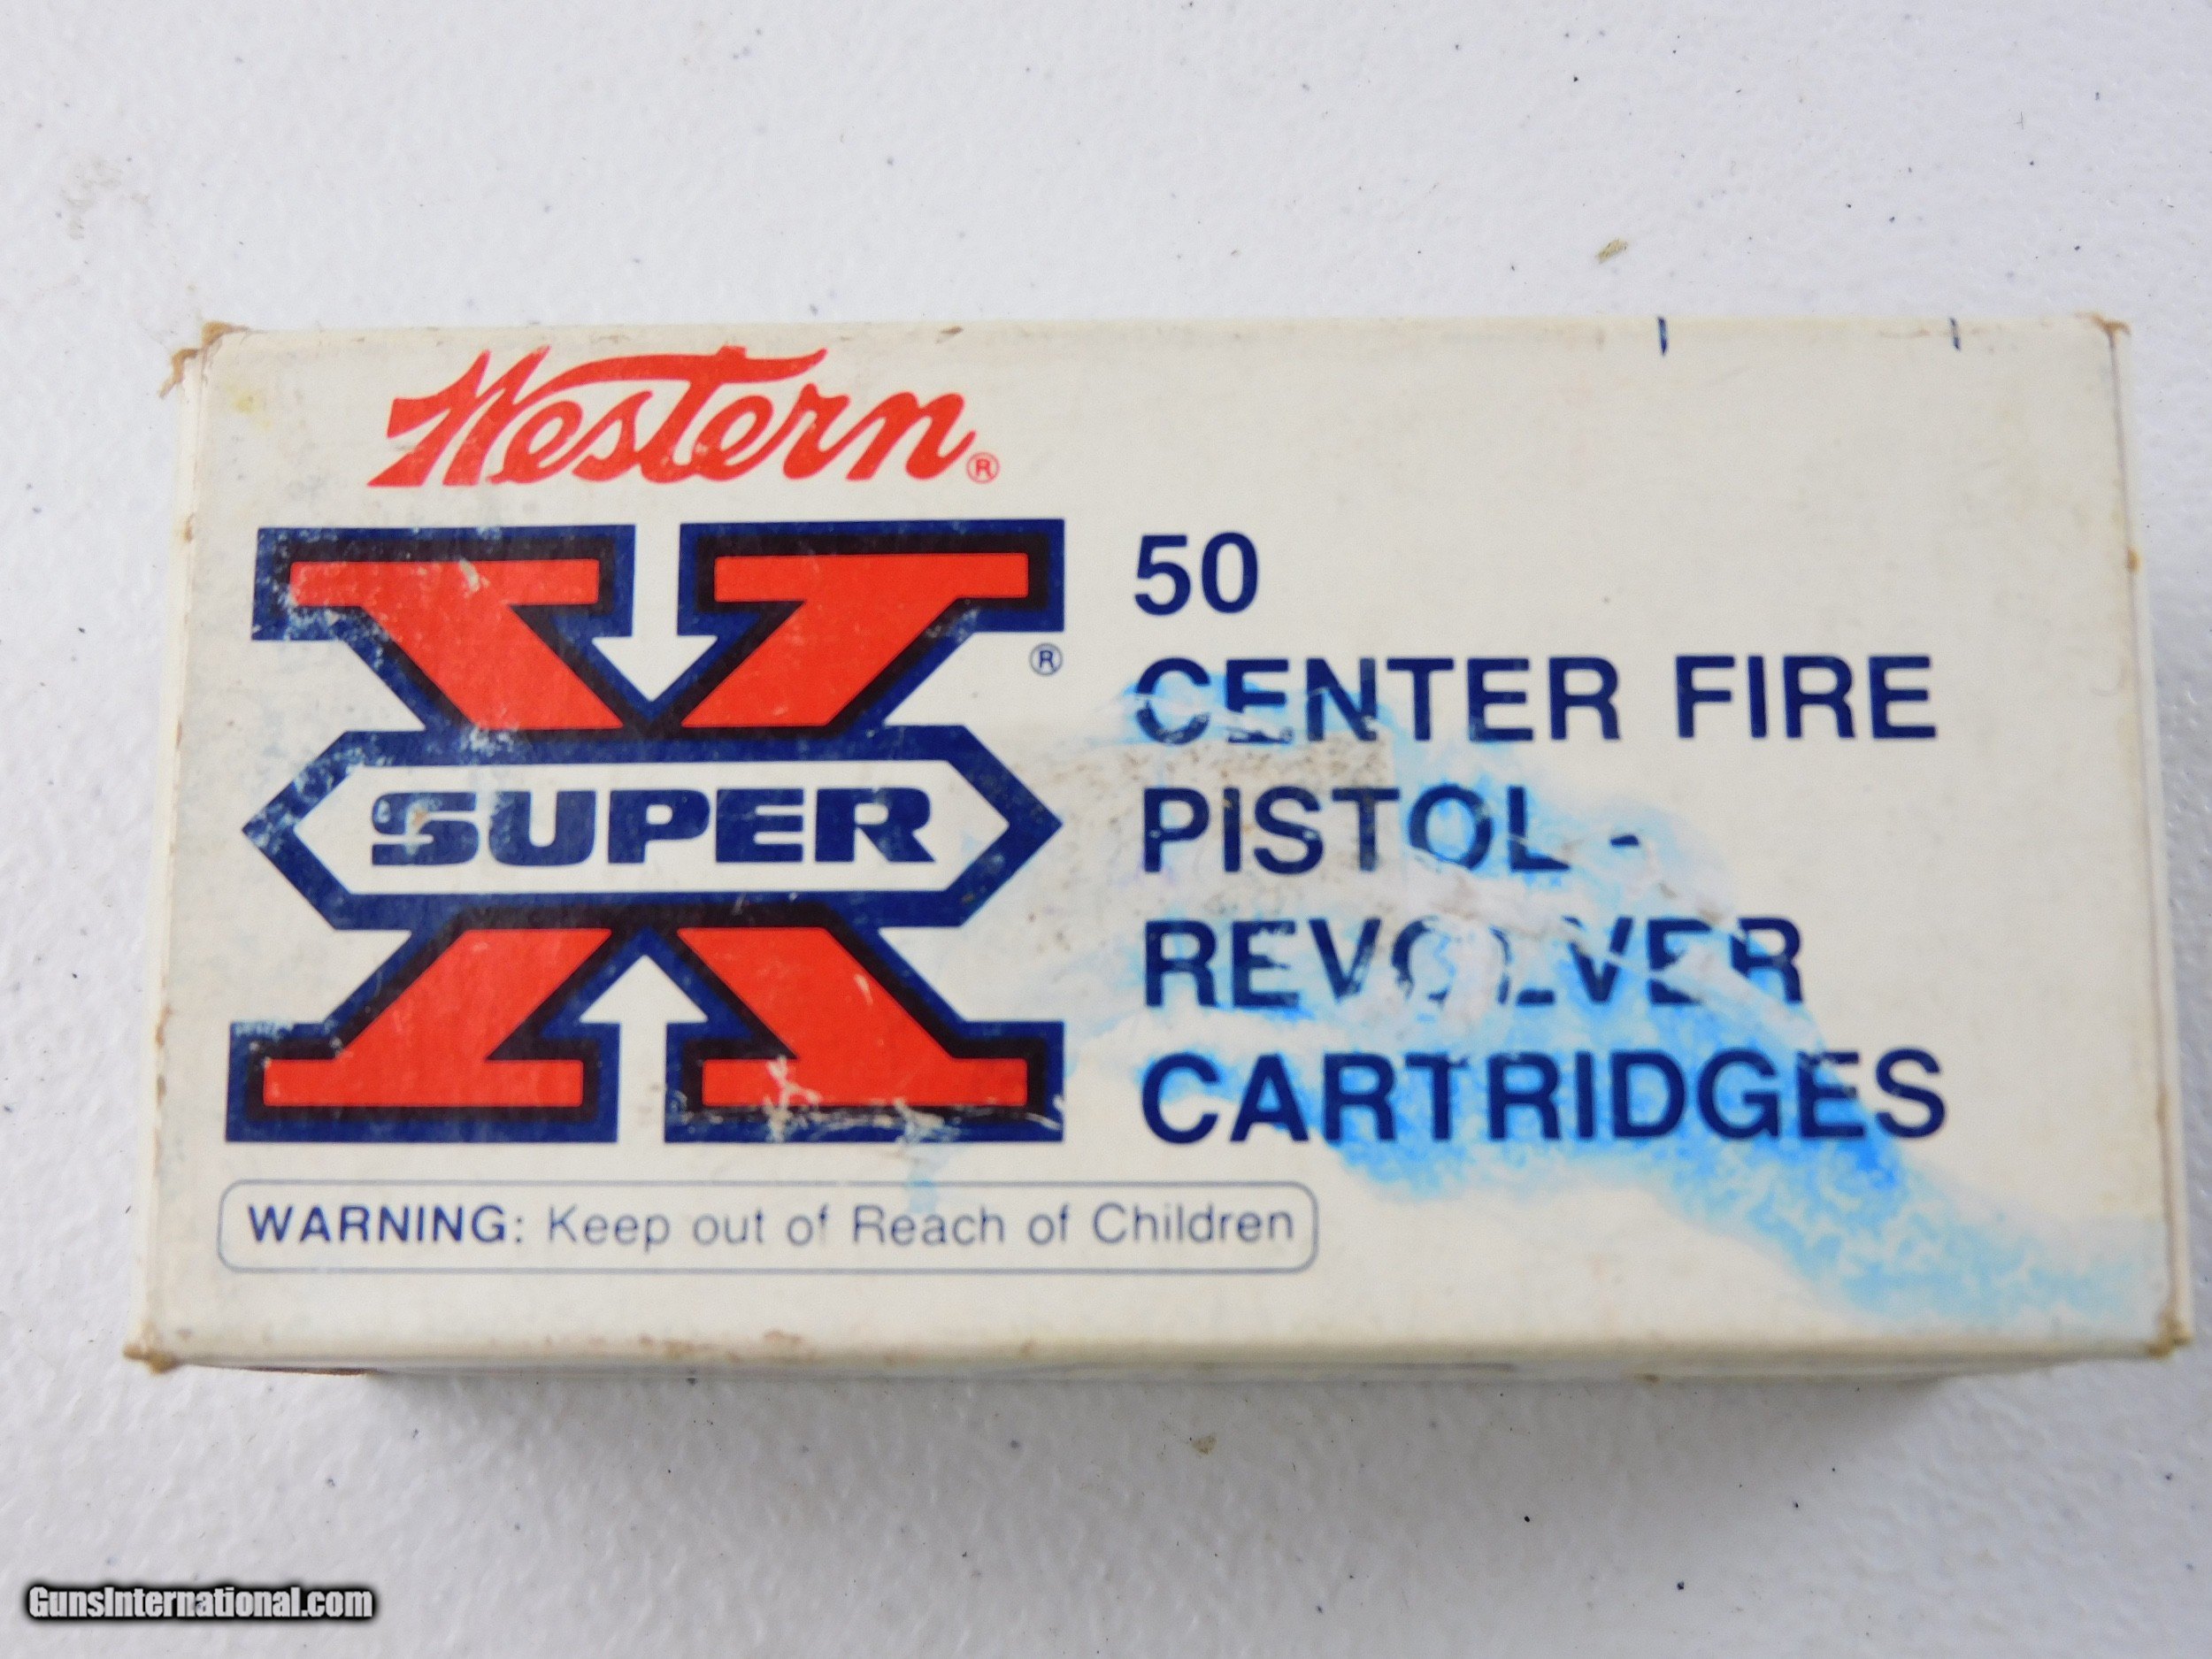 Western®
X
SUPER
®
50
CENTER FIRE
PISTOL -
REVOLVER
CARTRIDGES
WARNING: Keep out of Reach of Children
GunsInternational.com